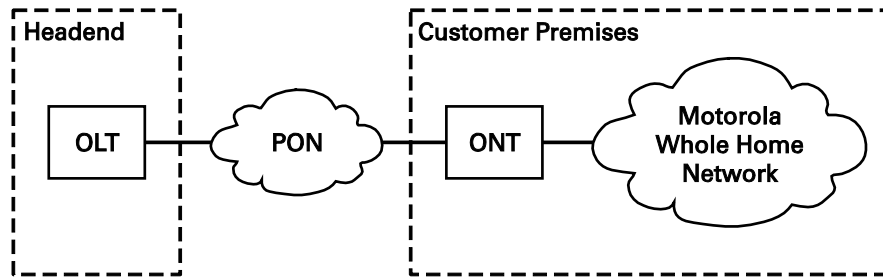 Headend
Customer Premises
OLT
PON
ONT
Motorola
Whole Home
Network